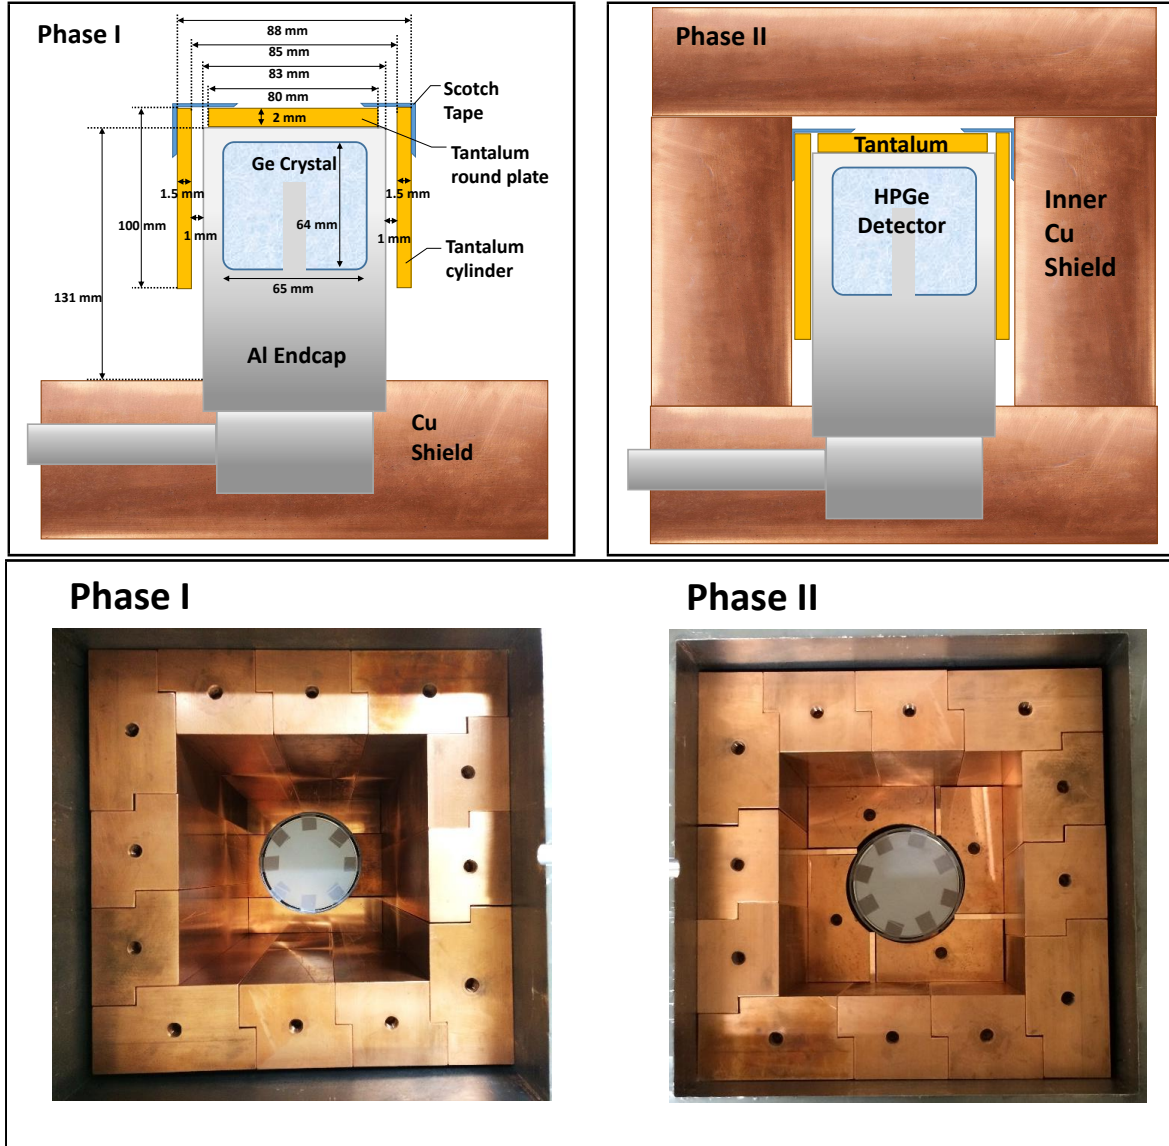 Phase I
88 mm
85 mm
83 mm
80 mm
2 mm
Scotch
Tape
Ge Crystal
Tantalum
round plate
1.5 mm
1.5 mm
100 mm
64 mm
1 mm
1 mm
Tantalum
cylinder
65 mm
131 mm
Al Endcap
Cu
Shield
Phase II
Tantalum
HPGe
Detector
Inner
Cu
Shield
Phase I
Phase II